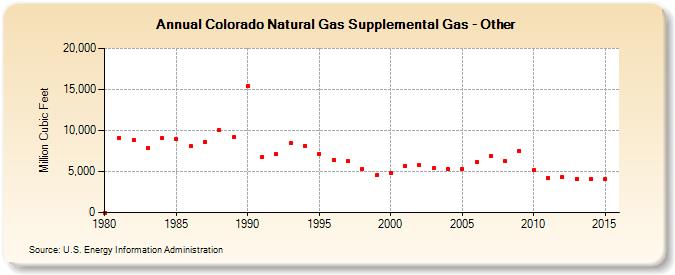 Annual Colorado Natural Gas Supplemental Gas - Other
Million Cubic Feet
20,000
15,000
10,000
5,000
0
1980 1985 1990 1995 2000 2005 2010 2015
Source: U.S. Energy Information Administration